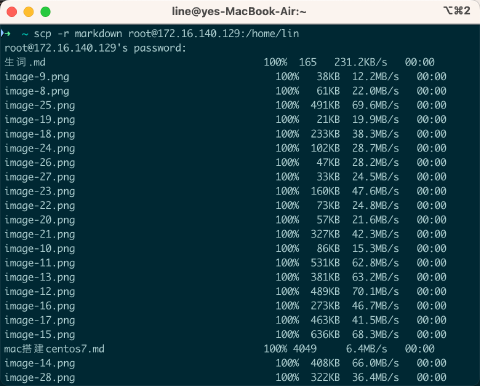 line@yes-MacBook-Air:~
⌥⌘2
➜ ~ scp -r markdown root@172.16.140.129:/home/lin
root@172.16.140.129's password:
生词.md 100% 165 231.2KB/s 00:00
image-9.png 100% 38KB 12.2MB/s 00:00
image-8.png 100% 61KB 22.0MB/s 00:00
image-25.png 100% 491KB 69.6MB/s 00:00
image-19.png 100% 21KB 19.9MB/s 00:00
image-18.png 100% 233KB 38.3MB/s 00:00
image-24.png 100% 102KB 28.7MB/s 00:00
image-26.png 100% 47KB 28.2MB/s 00:00
image-27.png 100% 33KB 24.5MB/s 00:00
image-23.png 100% 160KB 47.6MB/s 00:00
image-22.png 100% 73KB 24.8MB/s 00:00
image-20.png 100% 57KB 21.6MB/s 00:00
image-21.png 100% 327KB 42.3MB/s 00:00
image-10.png 100% 86KB 15.3MB/s 00:00
image-11.png 100% 531KB 62.8MB/s 00:00
image-13.png 100% 381KB 63.2MB/s 00:00
image-12.png 100% 489KB 70.1MB/s 00:00
image-16.png 100% 273KB 46.7MB/s 00:00
image-17.png 100% 463KB 41.5MB/s 00:00
image-15.png 100% 636KB 68.3MB/s 00:00
mac搭建centos7.md 100% 4049 6.4MB/s 00:00
image-14.png 100% 408KB 66.0MB/s 00:00
image-28.png 100% 322KB 36.4MB/s 00:00